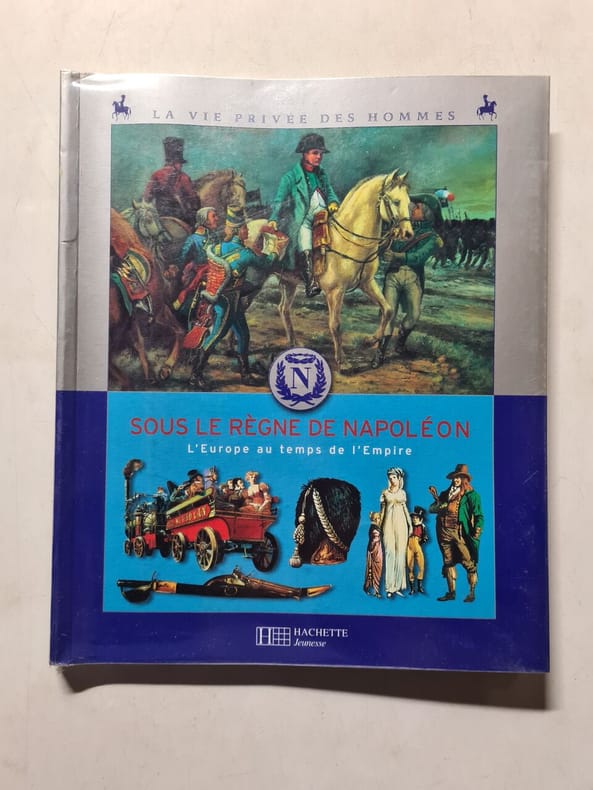 LA VIE PRIVÉE DES HOMMES
N
SOUS LE RÈGNE DE NAPOLÉON
L'Europe au temps de l'Empire
H HACHETTE
Jeunesse